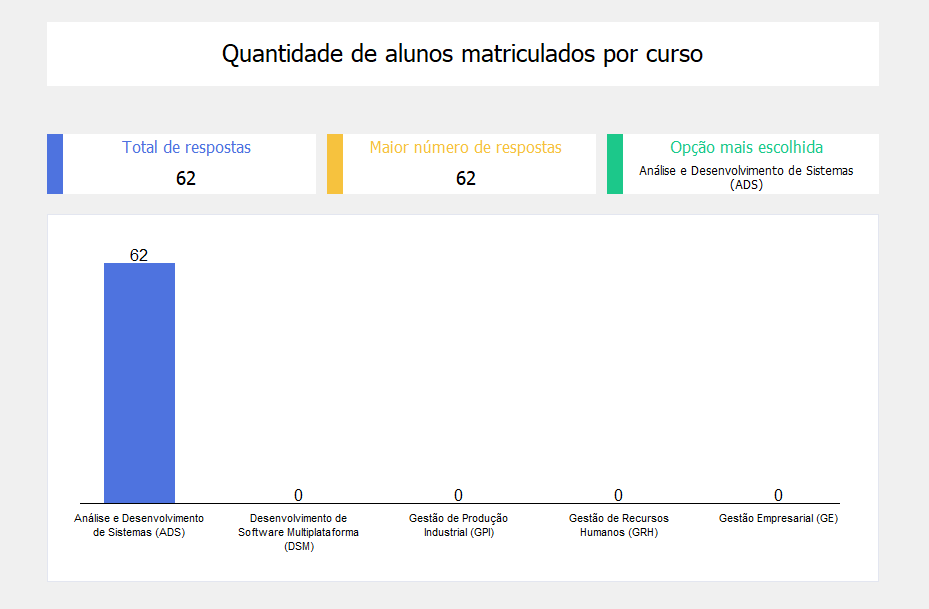 Quantidade de alunos matriculados por curso
Total de respostas
62
Maior número de respostas
62
Opção mais escolhida
Análise e Desenvolvimento de Sistemas
(ADS)
62
0
0
0
0
Análise e Desenvolvimento
de Sistemas (ADS)
Desenvolvimento de
Software Multiplataforma
(DSM)
Gestão de Produção
Industrial (GPI)
Gestão de Recursos
Humanos (GRH)
Gestão Empresarial (GE)